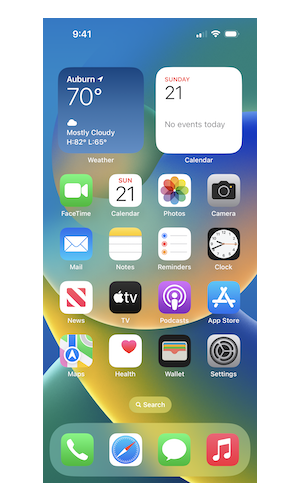 9:41
Auburn
70°
Mostly Cloudy
H:82° L:65°
Weather
SUNDAY
21
No events today
Calendar
FaceTime
SUN
21
Calendar
Photos
Camera
Mail
Notes
Reminders
Clock
News
tv
TV
Podcasts
App Store
Maps
Health
Wallet
Settings
Search